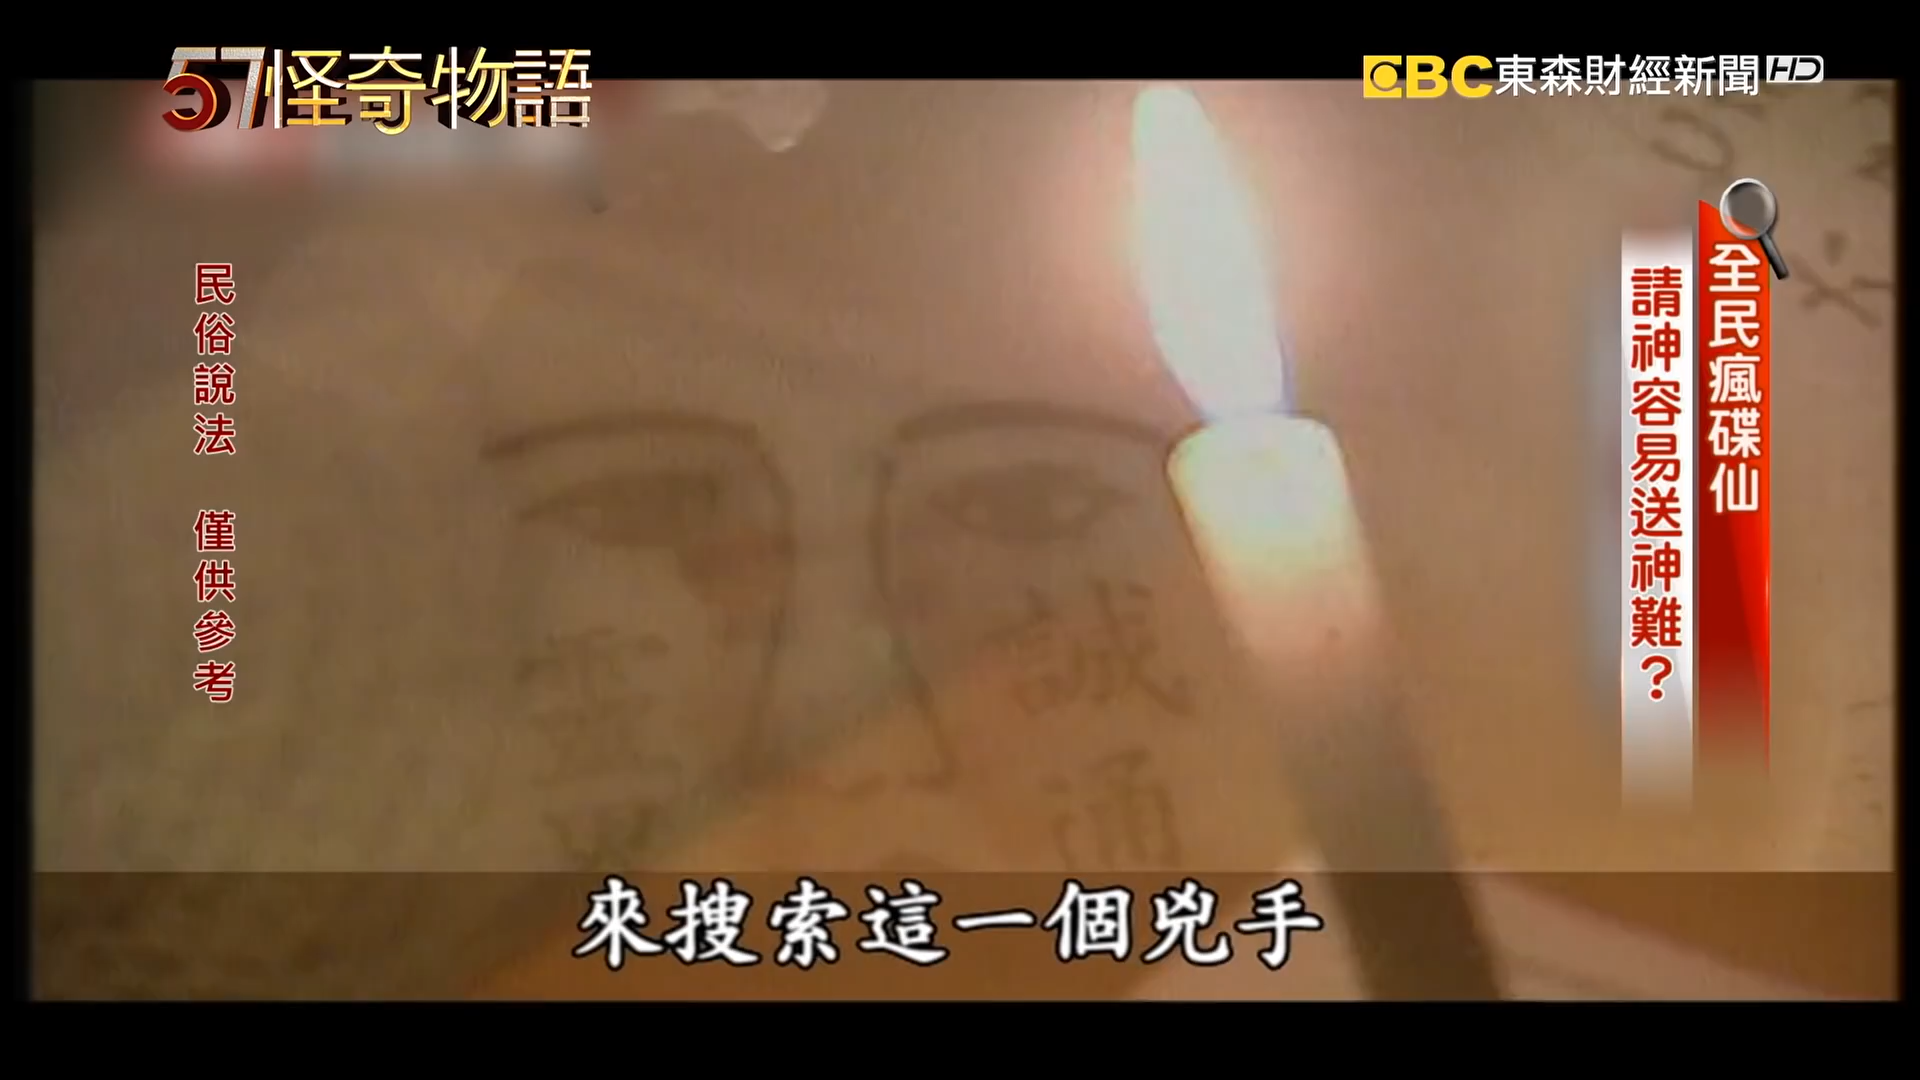 57怪奇物語
EBC東森財經新聞HD
全民瘋碟仙
請神容易送神難？
民俗說法 僅供參考
誠通
來搜索這一個兇手